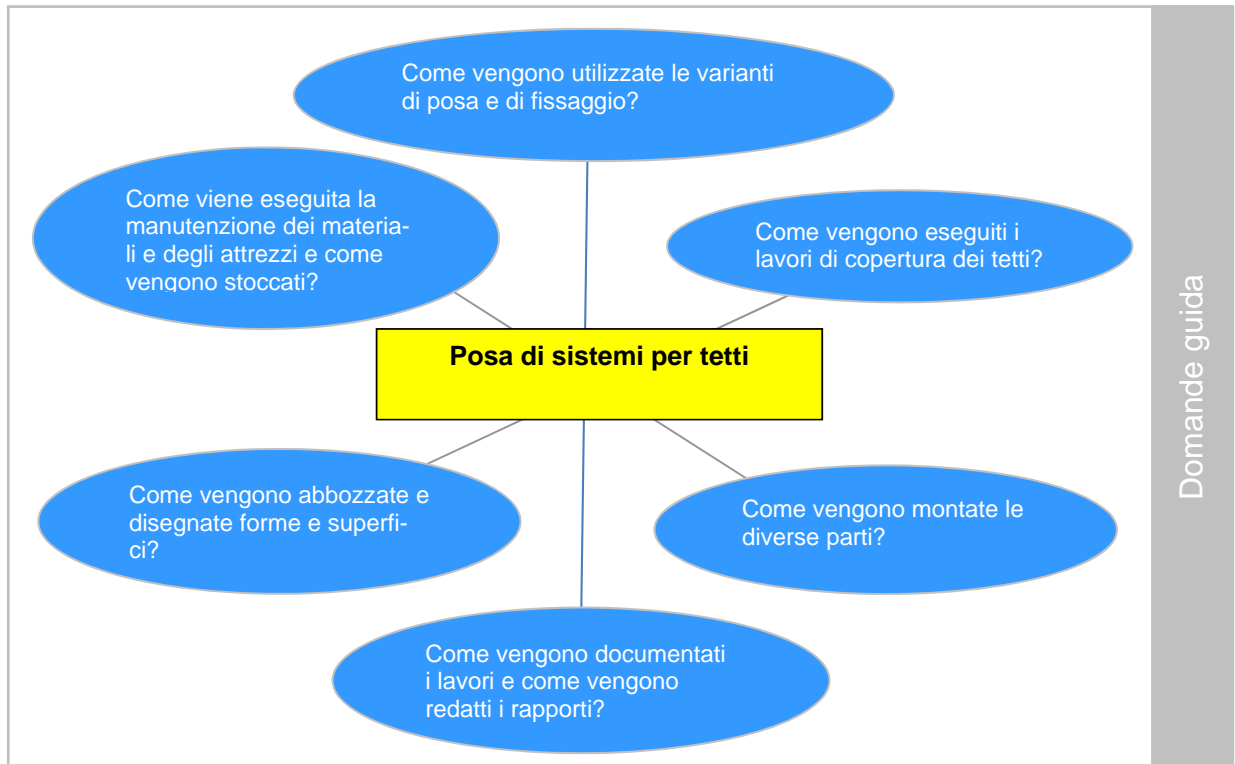 Come vengono utilizzate le varianti
di posa e di fissaggio?
Come viene eseguita la
manutenzione dei materia-
li e degli attrezzi e come
vengono stoccati?
Come vengono eseguiti i
lavori di copertura dei tetti?
Posa di sistemi per tetti
Come vengono abbozzate e
disegnate forme e superfi-
ci?
Come vengono montate le
diverse parti?
Come vengono documentati
i lavori e come vengono
redatti i rapporti?
Domande guida